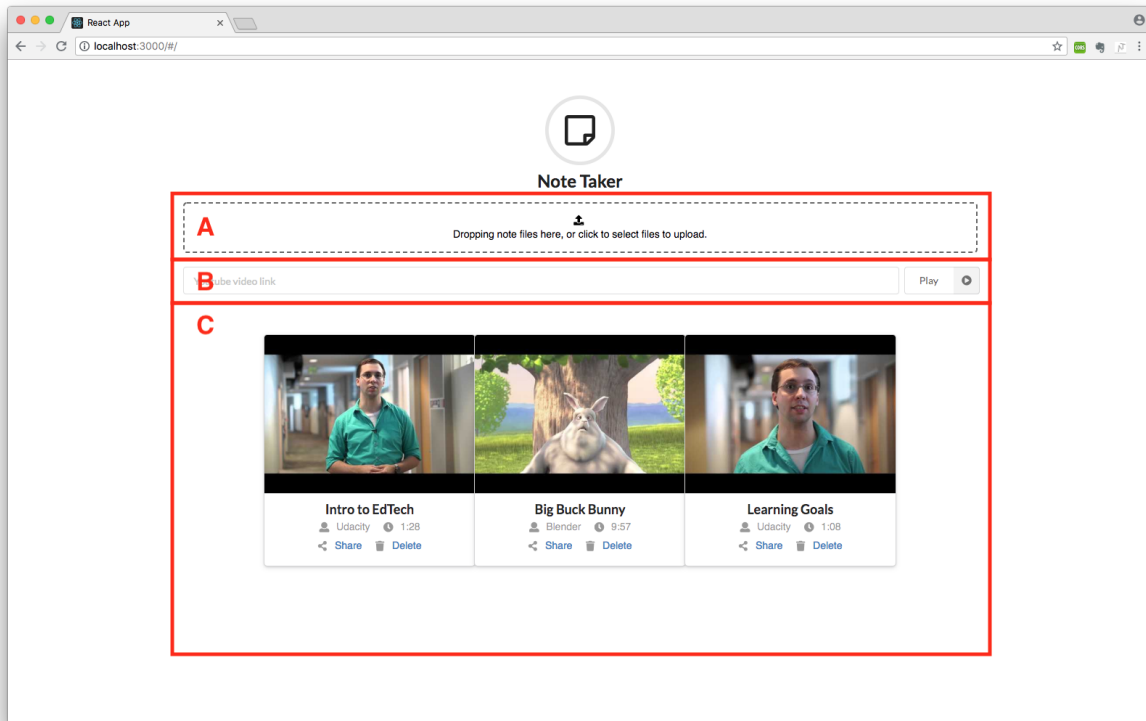 React App
localhost:3000/#/
CORS
Note Taker
A
Dropping note files here, or click to select files to upload.
B
Youtube video link
Play
C
Intro to EdTech
Udacity 1:28
Share Delete
Big Buck Bunny
Blender 9:57
Share Delete
Learning Goals
Udacity 1:08
Share Delete